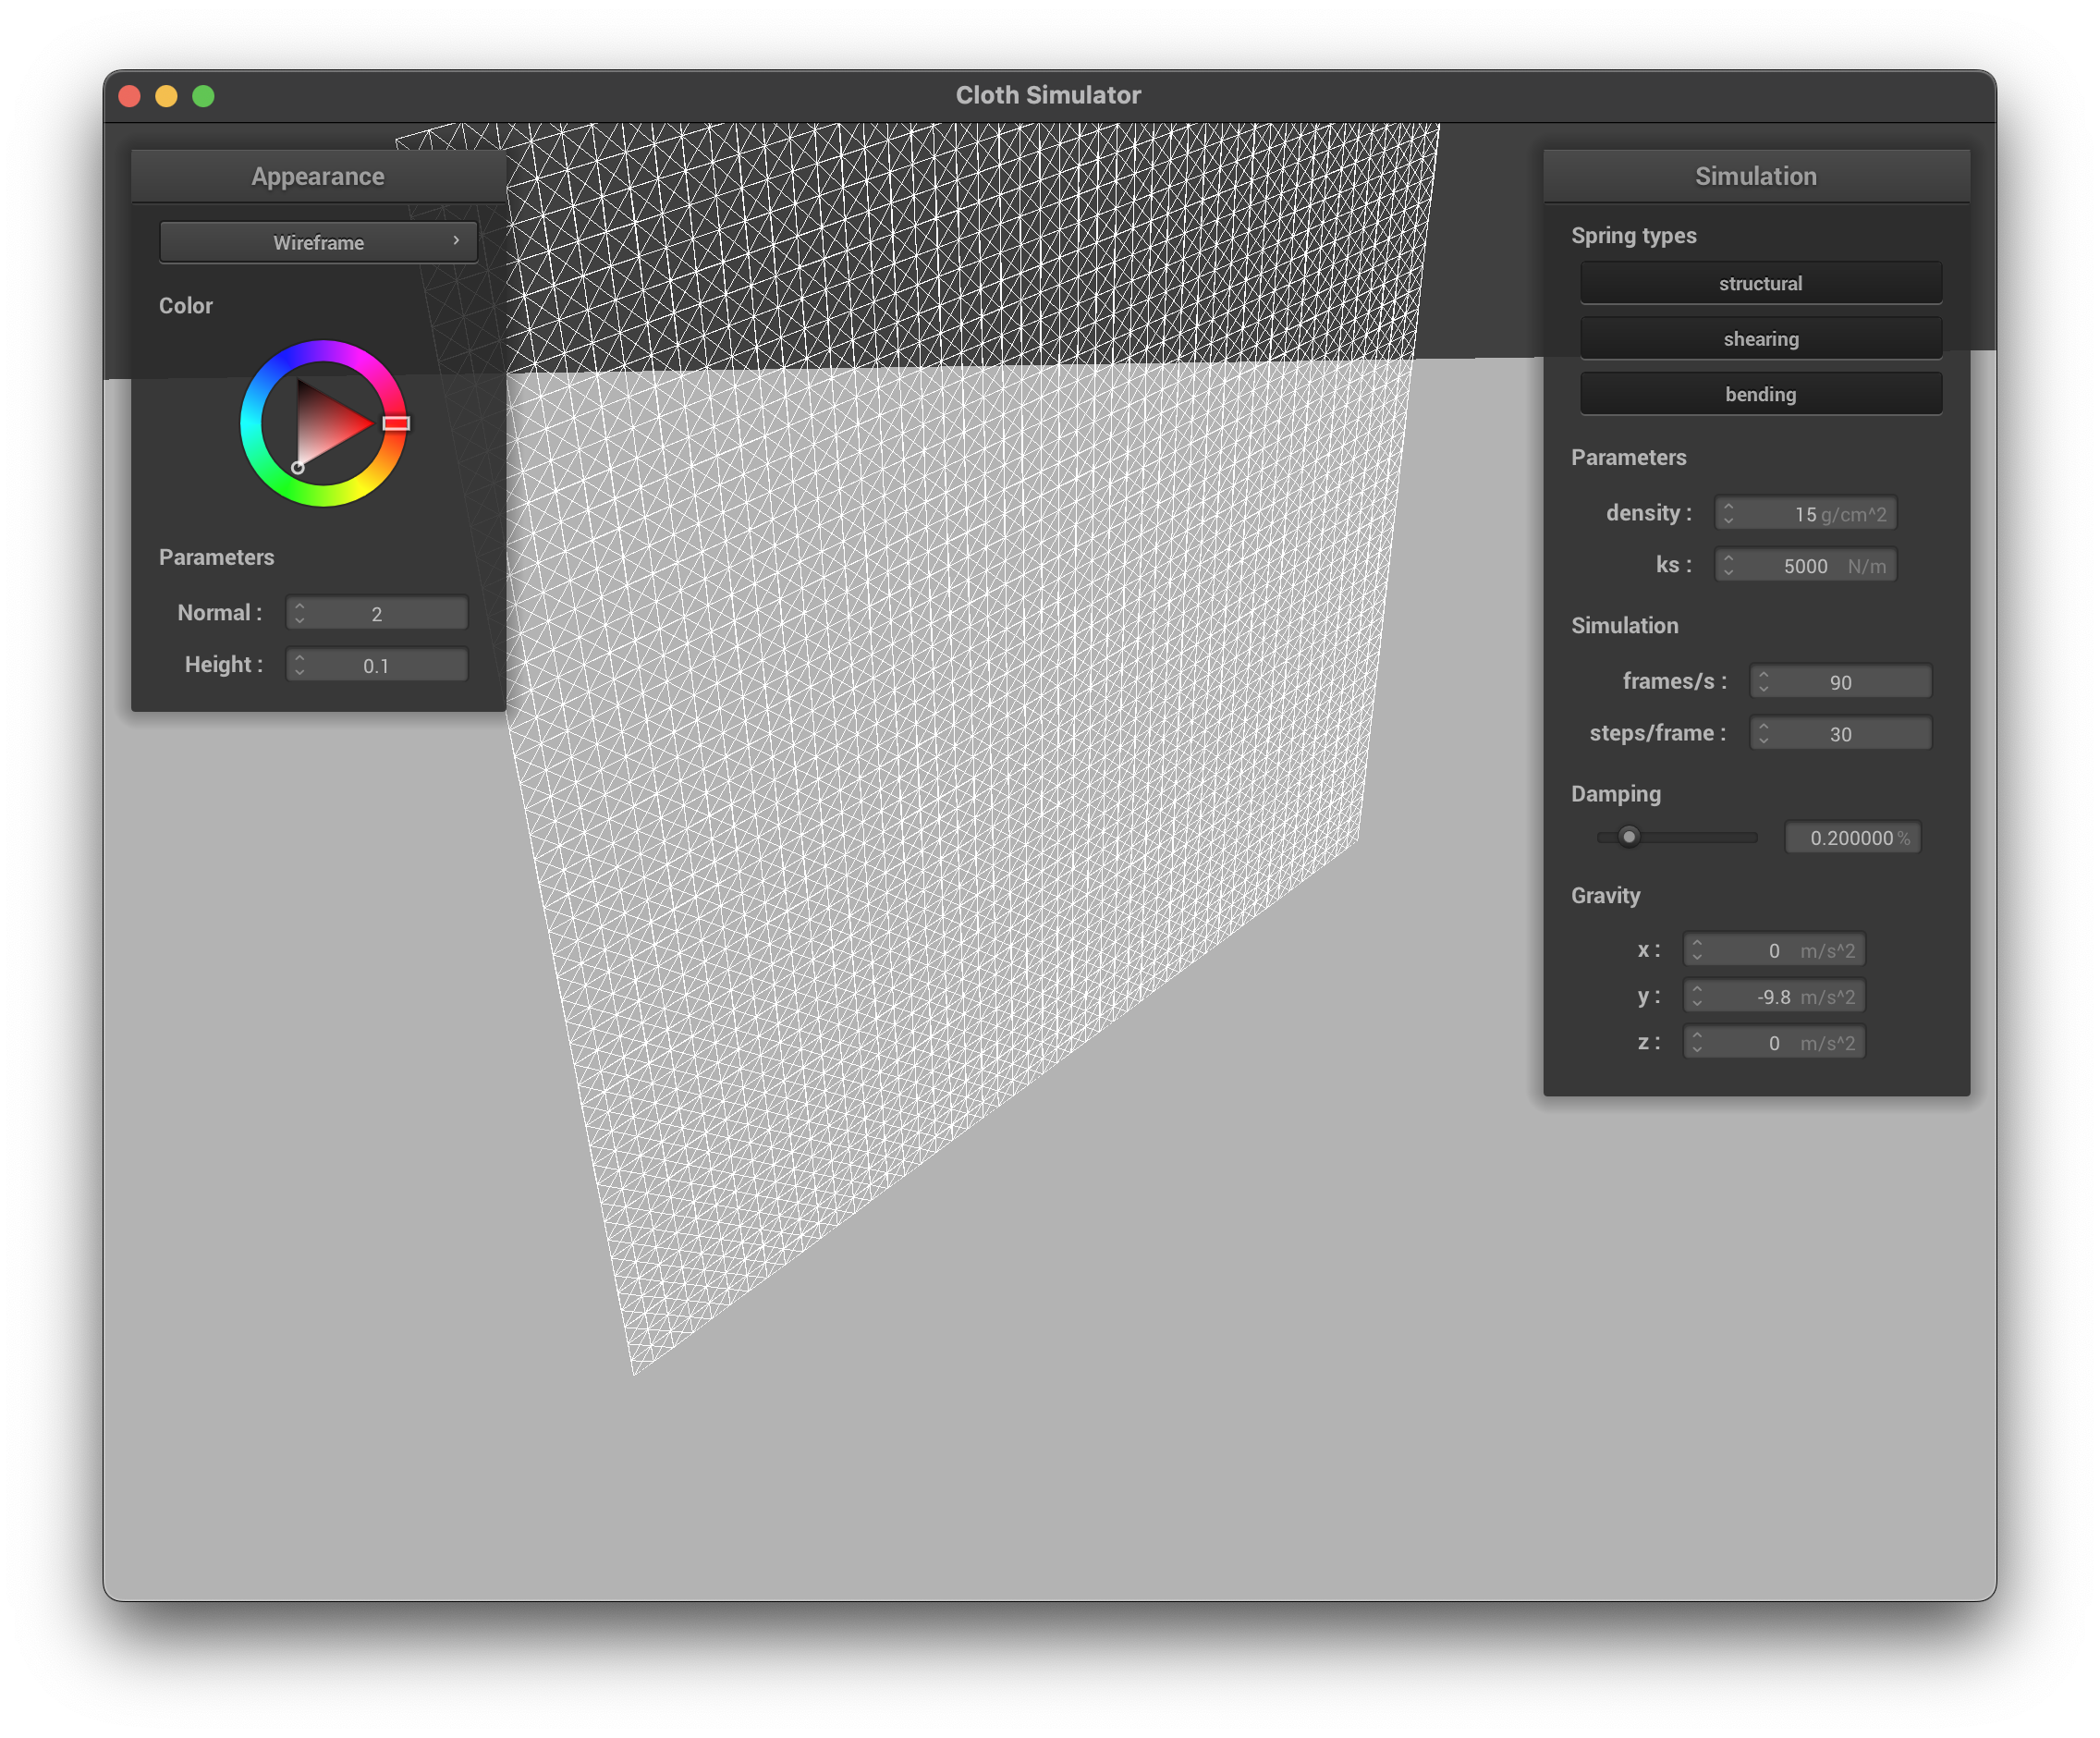 Cloth Simulator
Appearance
Wireframe
Color
Parameters
Normal : 2
Height : 0.1
Simulation
Spring types
structural
shearing
bending
Parameters
density : 15 g/cm^2
ks : 5000 N/m
Simulation
frames/s : 90
steps/frame : 30
Damping
0.200000 %
Gravity
x : 0 m/s^2
y : -9.8 m/s^2
z : 0 m/s^2